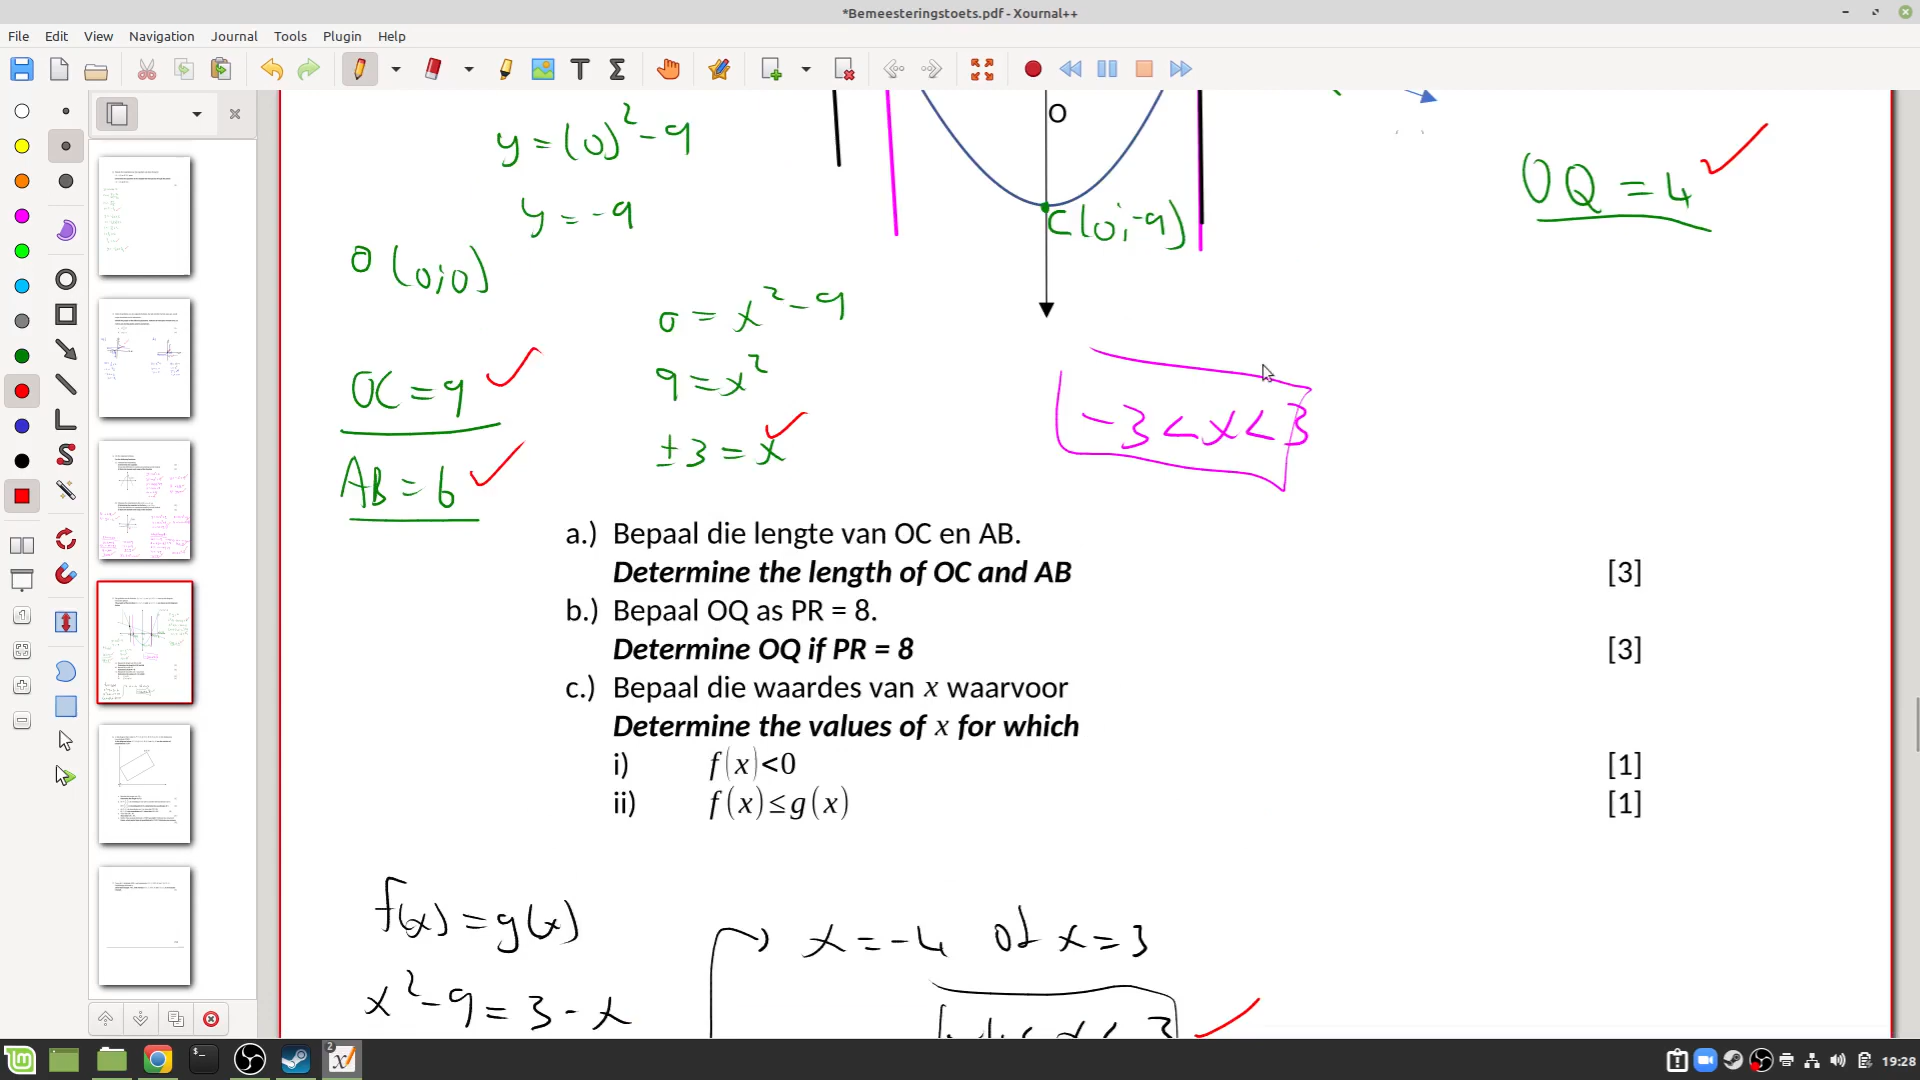 *Bemeesteringstoets.pdf - Xournal++
File Edit View Navigation Journal Tools Plugin Help
O
y = (0)² - 9
OQ = 4
y = -9
C(0;-9)
O (0;0)
0 = x² - 9
OC = 9
9 = x²
-3 < x < 3
±3 = x
AB = 6
a.) Bepaal die lengte van OC en AB.
Determine the length of OC and AB [3]
b.) Bepaal OQ as PR = 8.
Determine OQ if PR = 8 [3]
c.) Bepaal die waardes van x waarvoor
Determine the values of x for which
i) f(x)<0 [1]
ii) f(x)≤g(x) [1]
f(x) = g(x)
x = -4 of x = 3
x² - 9 = 3 - x
19:28